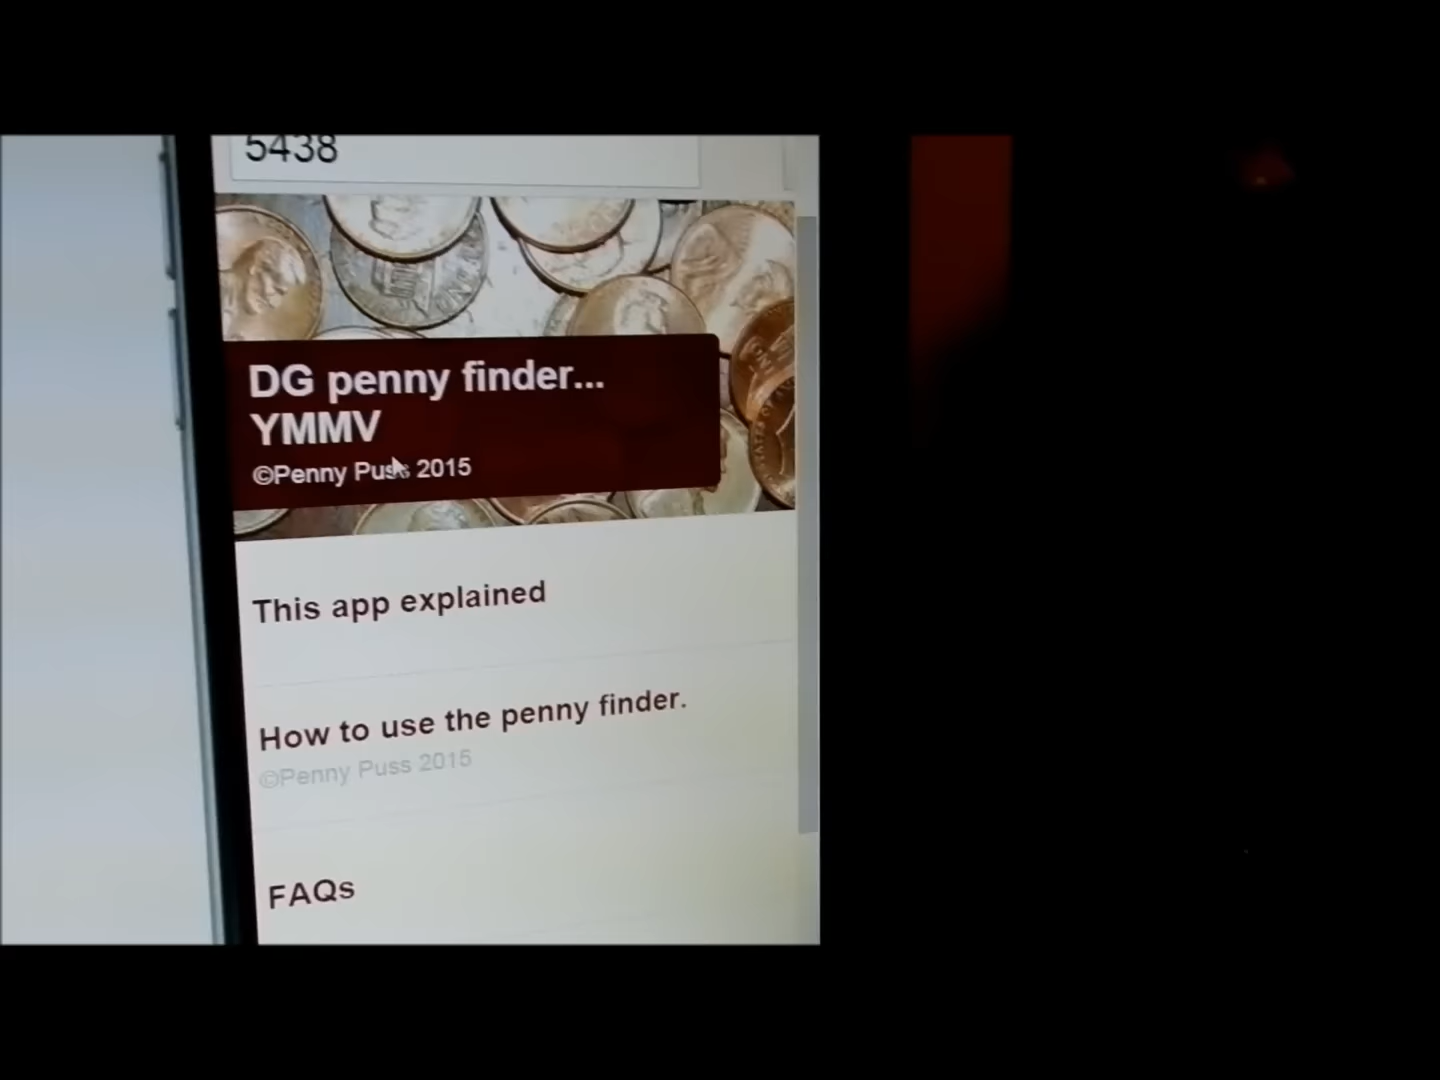 5438
DG penny finder...
YMMV
©Penny Puss 2015
This app explained
How to use the penny finder.
©Penny Puss 2015
FAQs